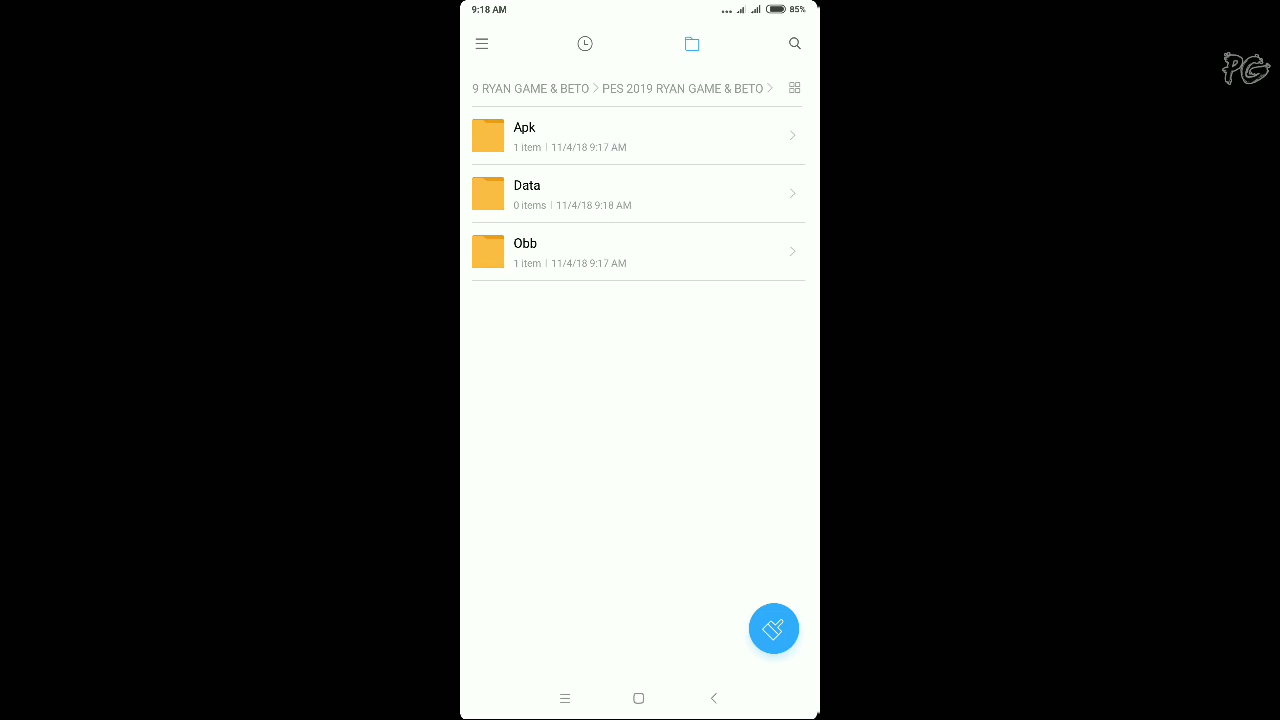 9:18 AM
85%
9 RYAN GAME & BETO > PES 2019 RYAN GAME & BETO >
Apk
1 item | 11/4/18 9:17 AM
Data
0 items | 11/4/18 9:18 AM
Obb
1 item | 11/4/18 9:17 AM
PG